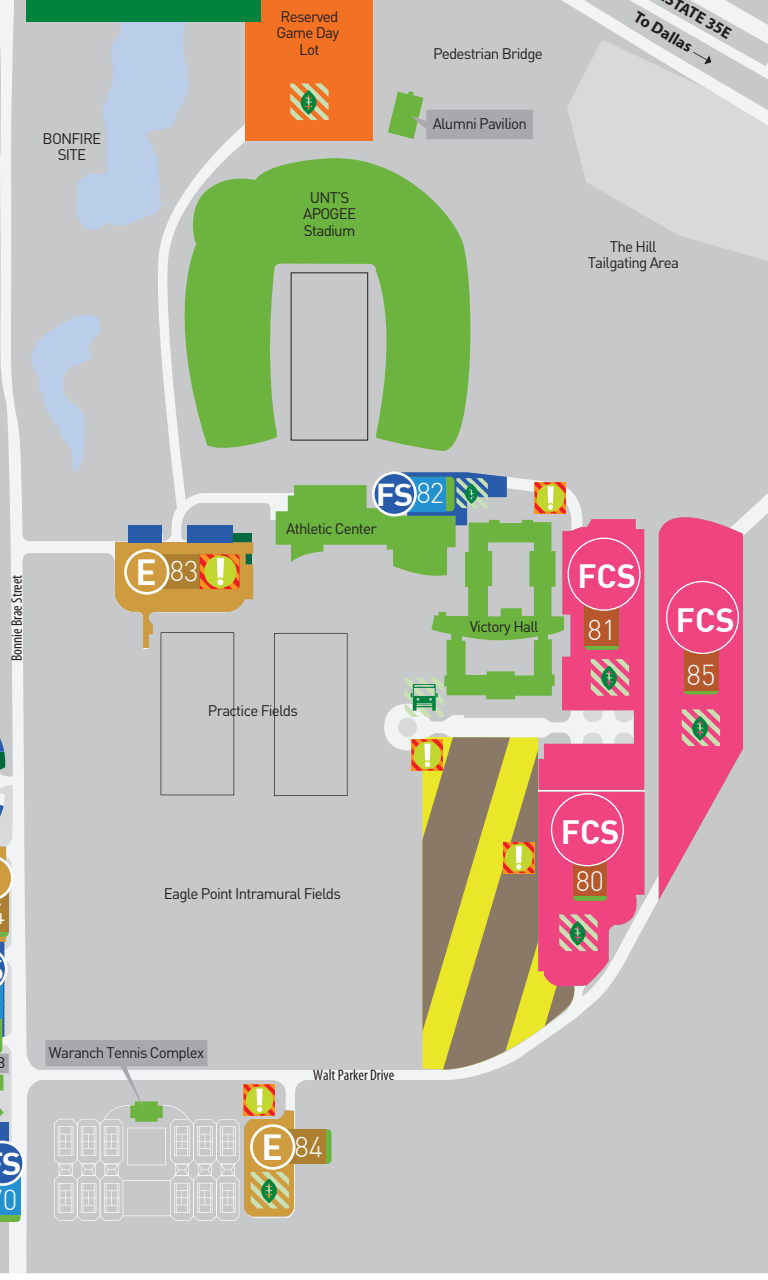 Reserved
Game Day
Lot
STATE 35E
To Dallas
Pedestrian Bridge
Alumni Pavilion
BONFIRE
SITE
UNT'S
APOGEE
Stadium
The Hill
Tailgating Area
FS 82
!
Athletic Center
E 83 !
FCS
81
FCS
85
Bonnie Brae Street
Victory Hall
Practice Fields
!
!
FCS
80
Eagle Point Intramural Fields
Waranch Tennis Complex
Walt Parker Drive
!
E 84
FS
70